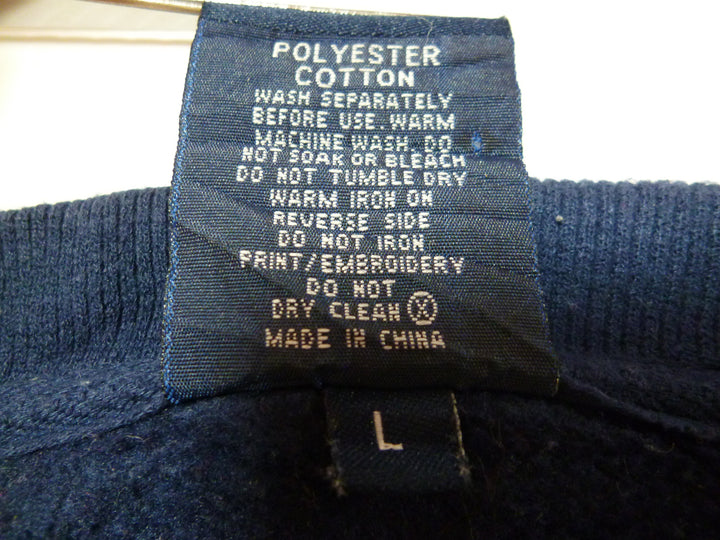 POLYESTER
COTTON
WASH SEPARATELY
BEFORE USE. WARM
MACHINE WASH. DO
NOT SOAK OR BLEACH
DO NOT TUMBLE DRY
WARM IRON ON
REVERSE SIDE
DO NOT IRON
PRINT/EMBROIDERY
DO NOT
DRY CLEAN Ⓧ
MADE IN CHINA
L